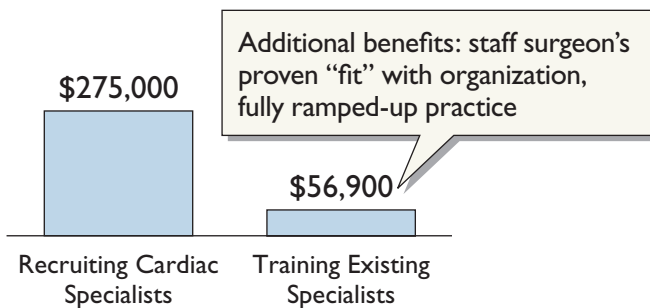 Additional benefits: staff surgeon’s
proven “fit” with organization,
fully ramped-up practice
$275,000
$56,900
Recruiting Cardiac
Specialists
Training Existing
Specialists